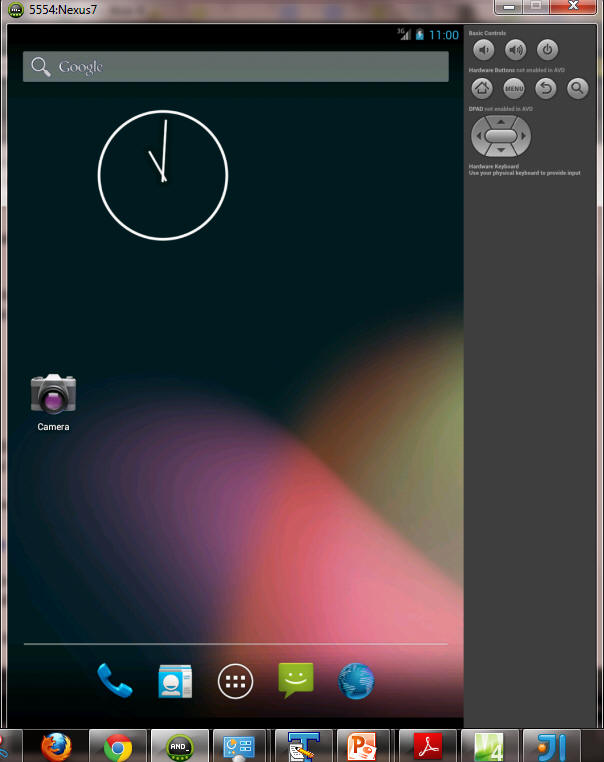 5554:Nexus7
3G 11:00
Google
Basic Controls
Hardware Buttons not enabled in AVD
MENU
DPAD not enabled in AVD
Hardware Keyboard
Use your physical keyboard to provide input
Camera
AND_
T
P
4
JI